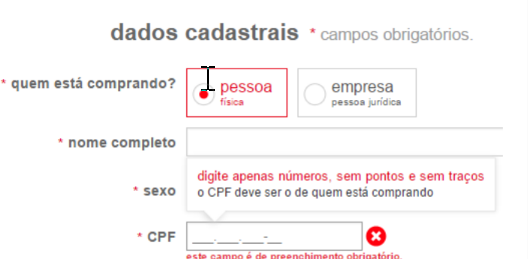 dados cadastrais * campos obrigatórios.
* quem está comprando?
pessoa
física
empresa
pessoa jurídica
* nome completo
digite apenas números, sem pontos e sem traços
o CPF deve ser o de quem está comprando
* sexo
* CPF
___.___.___-__
este campo é de preenchimento obrigatório.